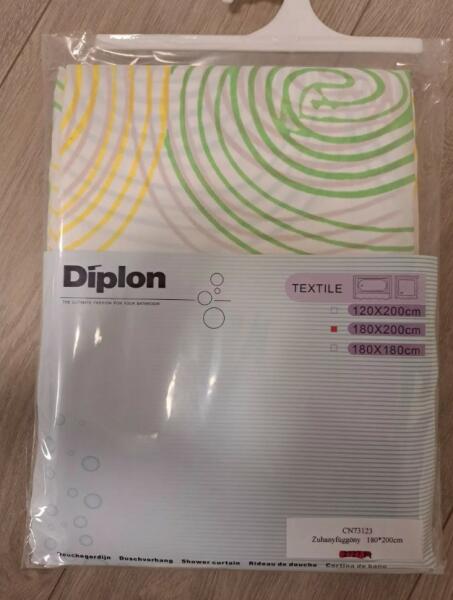 Diplon
THE ULTIMATE FASHION FOR YOUR BATHROOM
TEXTILE
120X200cm
180X200cm
180X180cm
CN73123
Zuhanyfüggöny 180*200cm
Douchegordijn Duschvorhang Shower curtain Rideau de douche Cortina de bano